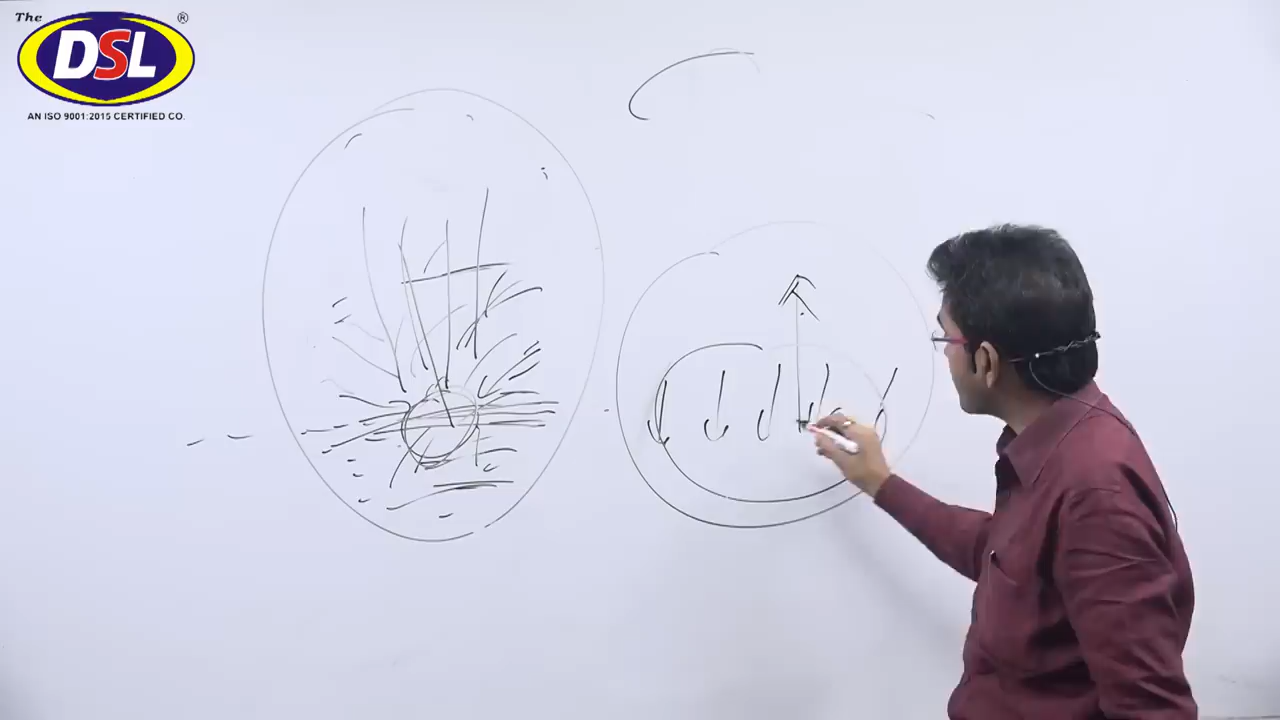 The
DSL ®
AN ISO 9001:2015 CERTIFIED CO.